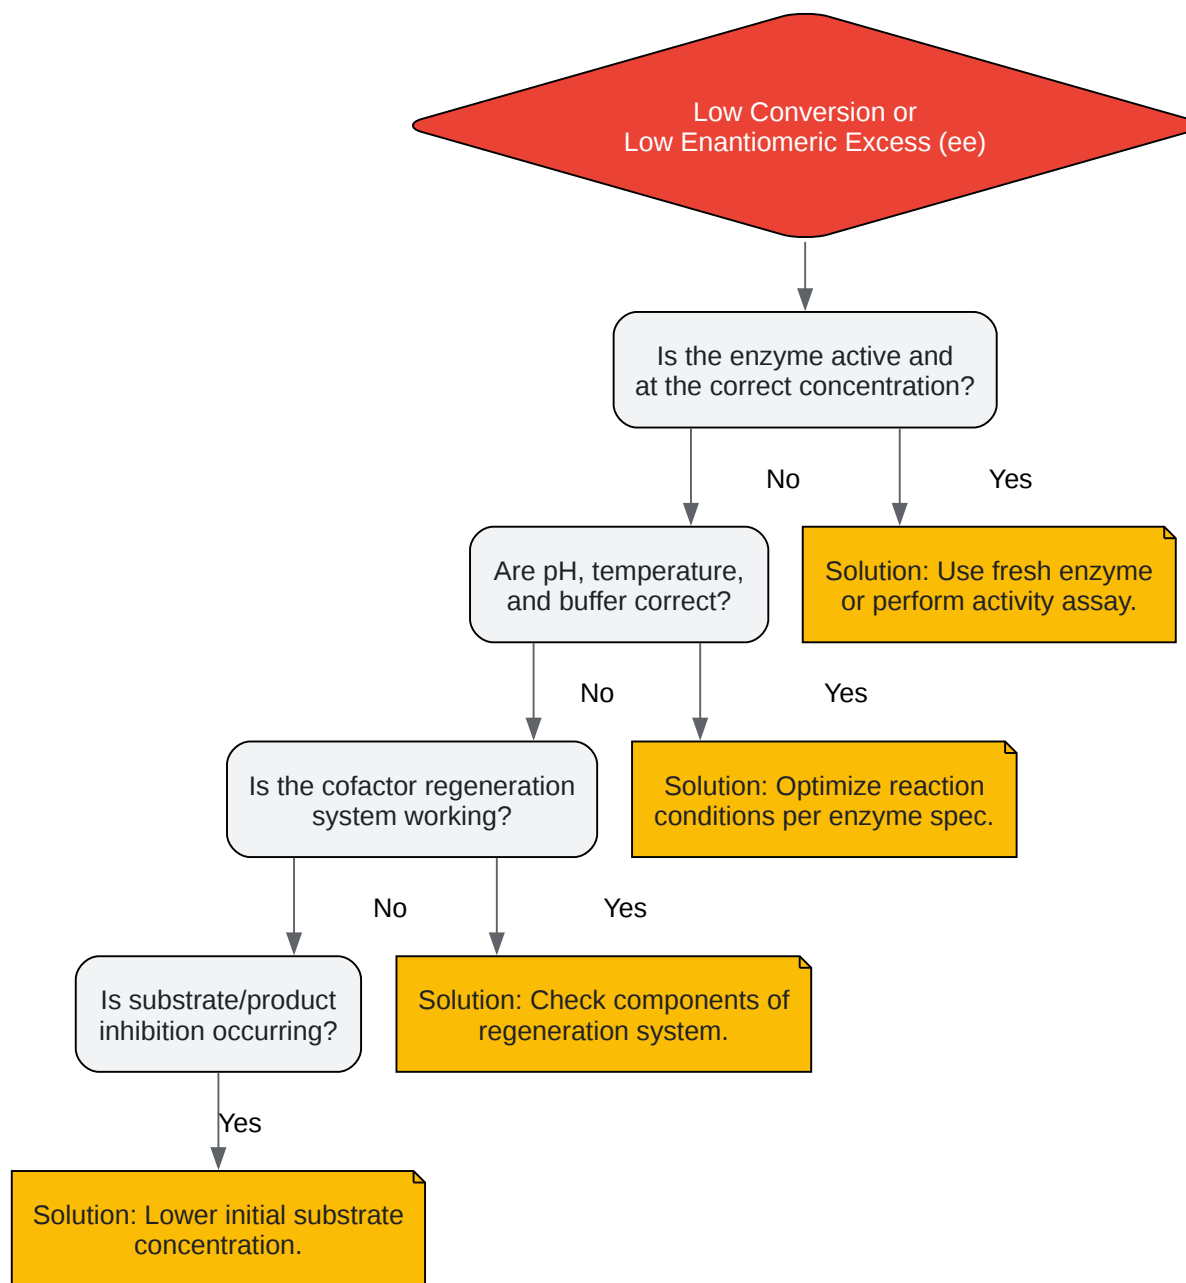 Low Conversion or
Low Enantiomeric Excess (ee)
Is the enzyme active and
at the correct concentration?
No
Yes
Are pH, temperature,
and buffer correct?
Solution: Use fresh enzyme
or perform activity assay.
No
Yes
Is the cofactor regeneration
system working?
Solution: Optimize reaction
conditions per enzyme spec.
No
Yes
Is substrate/product
inhibition occurring?
Solution: Check components of
regeneration system.
Yes
Solution: Lower initial substrate
concentration.